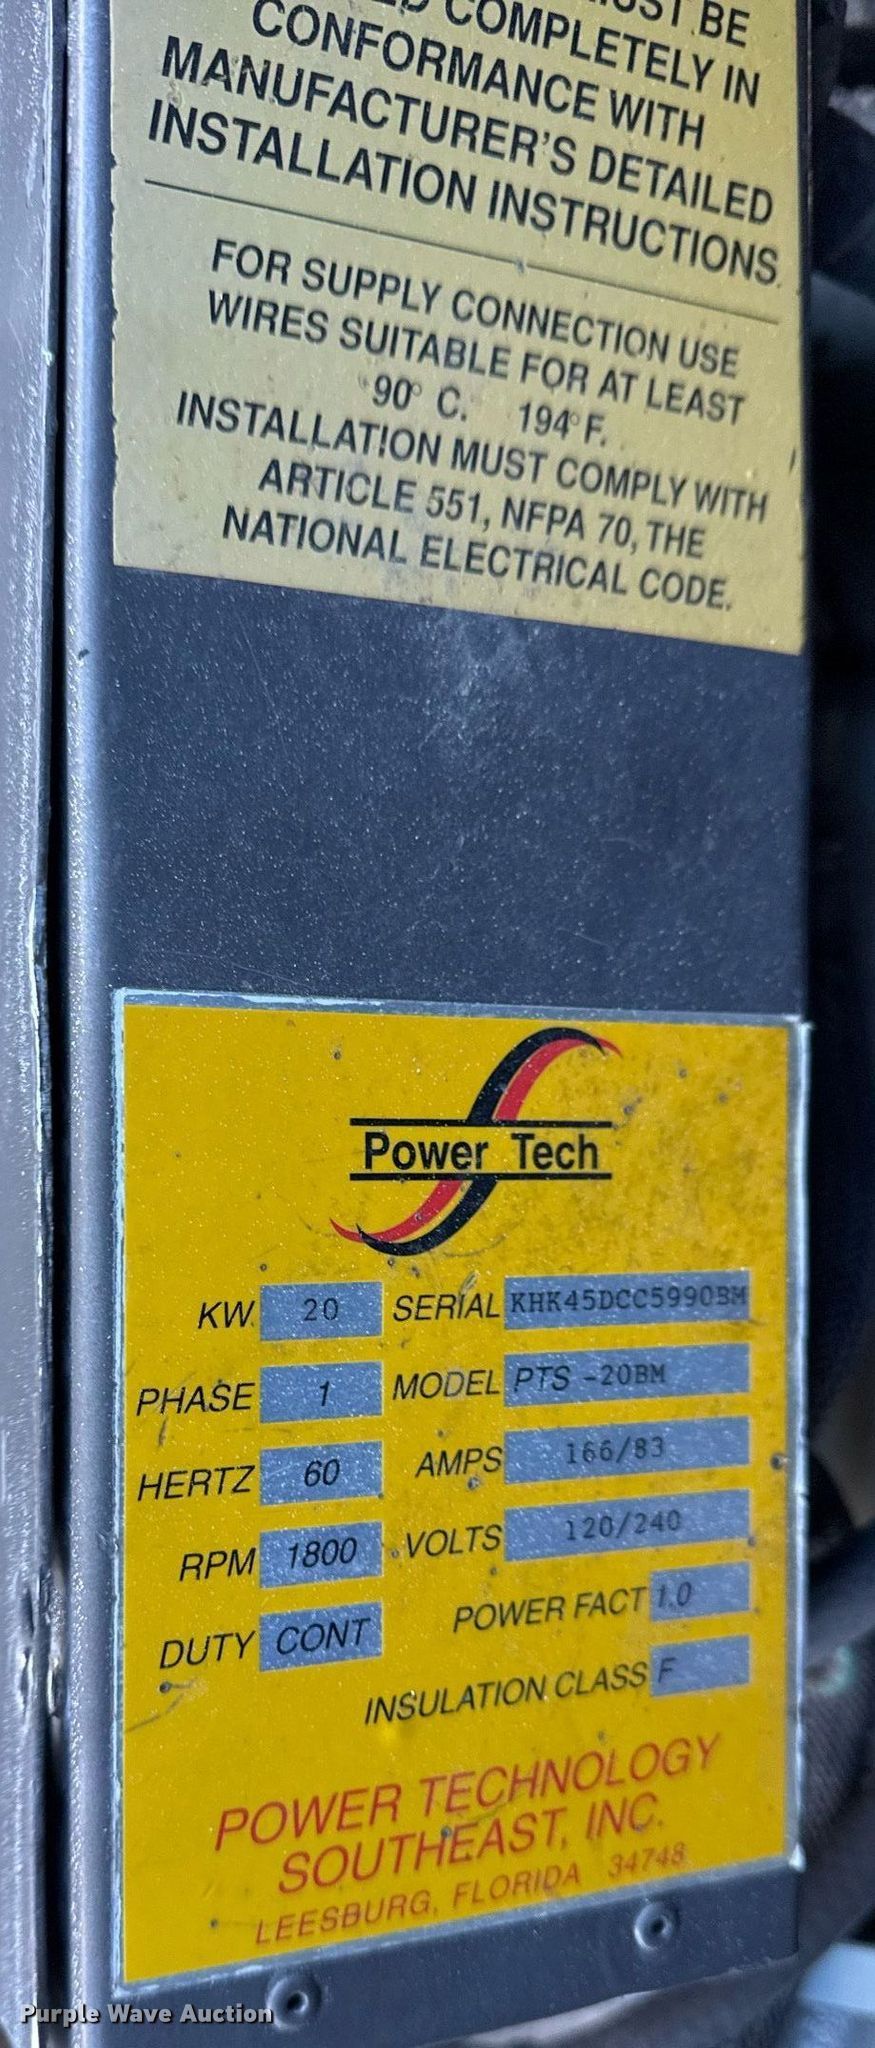 MUST BE
COMPLETELY IN
CONFORMANCE WITH
MANUFACTURER'S DETAILED
INSTALLATION INSTRUCTIONS.
FOR SUPPLY CONNECTION USE
WIRES SUITABLE FOR AT LEAST
90° C. 194° F.
INSTALLATION MUST COMPLY WITH
ARTICLE 551, NFPA 70, THE
NATIONAL ELECTRICAL CODE.
Power Tech
KW 20 SERIAL KHK45DCC5990BM
PHASE 1 MODEL PTS -20BM
HERTZ 60 AMPS 166/83
RPM 1800 VOLTS 120/240
DUTY CONT POWER FACT 1.0
INSULATION CLASS F
POWER TECHNOLOGY
SOUTHEAST, INC.
LEESBURG, FLORIDA 34748
Purple Wave Auction